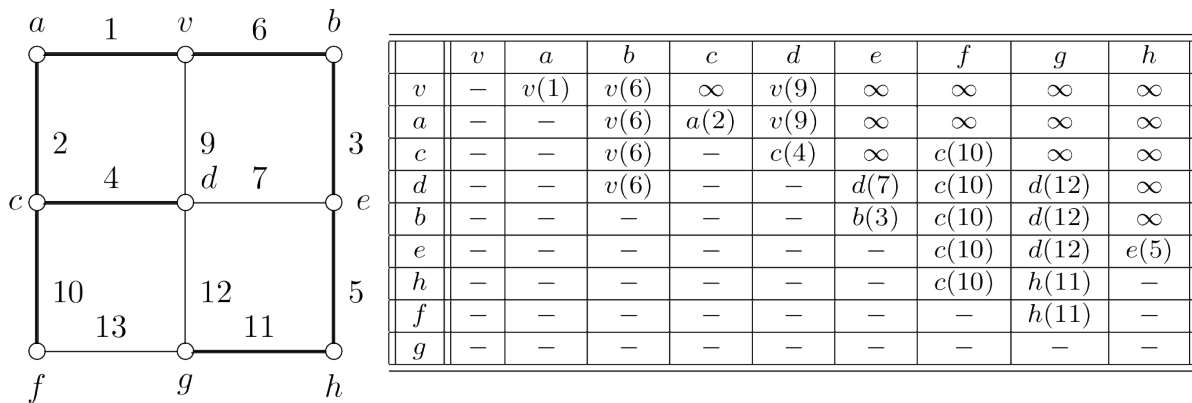 a 1 v 6 b
2 9 3
c 4 d 7 e
10 12 5
13 11
f g h
v a b c d e f g h
v − v(1) v(6) ∞ v(9) ∞ ∞ ∞ ∞
a − − v(6) a(2) v(9) ∞ ∞ ∞ ∞
c − − v(6) − c(4) ∞ c(10) ∞ ∞
d − − v(6) − − d(7) c(10) d(12) ∞
b − − − − − b(3) c(10) d(12) ∞
e − − − − − − c(10) d(12) e(5)
h − − − − − − c(10) h(11) −
f − − − − − − − h(11) −
g − − − − − − − − −